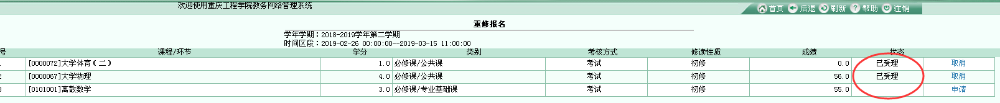 欢迎使用重庆工程学院教务网络管理系统
首页 后退 刷新 帮助 注销
重修报名
学年学期：2018-2019学年第二学期
时间区段：2019-02-26 00:00:00--2019-03-15 11:00:00
号 课程/环节 学分 类别 考核方式 修读性质 成绩 状态
[0000072]大学体育（二） 1.0 必修课/公共课 考试 初修 0.0 已受理 取消
2 [0000067]大学物理 4.0 必修课/公共课 考试 初修 56.0 已受理 取消
3 [0101001]离散数学 3.0 必修课/专业基础课 考试 初修 55.0 申请